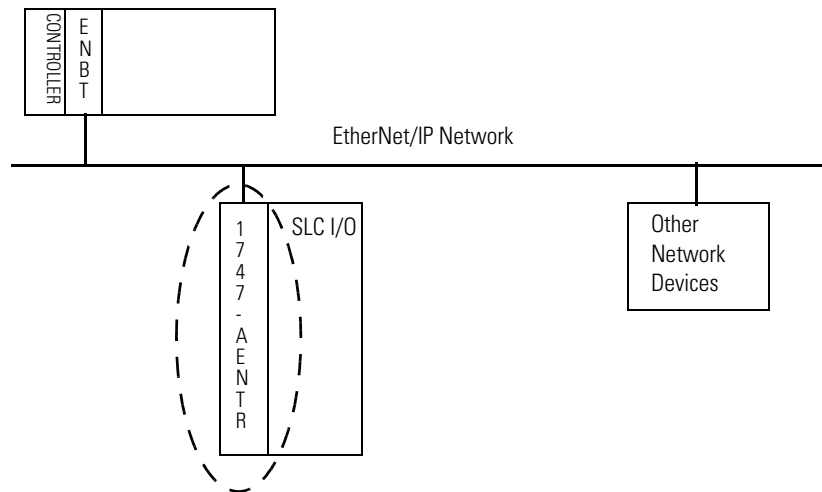 CONTROLLER
ENBT
EtherNet/IP Network
1747-AENTR
SLC I/O
Other
Network
Devices